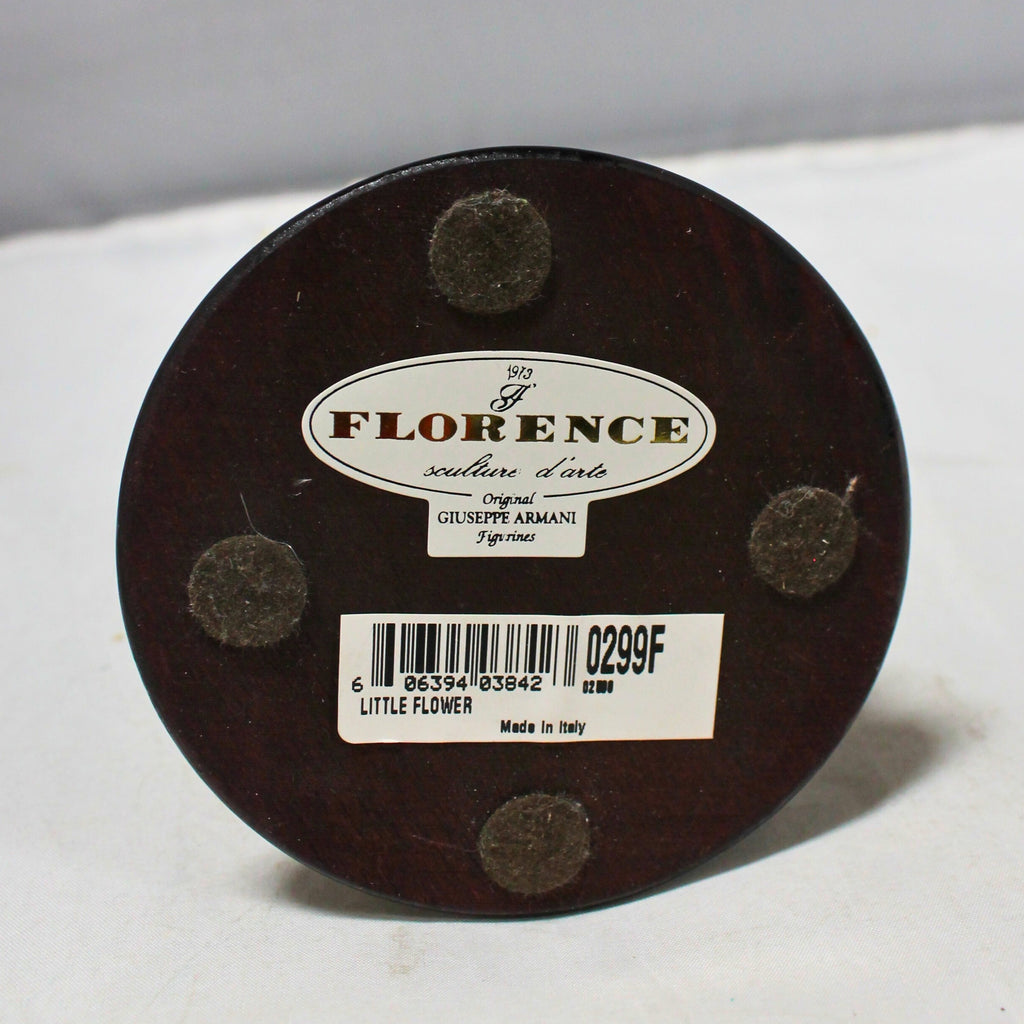 1973
F
FLORENCE
sculture d'arte
Original
GIUSEPPE ARMANI
Figurines
0299F
6 06394 03842
LITTLE FLOWER
Made in Italy